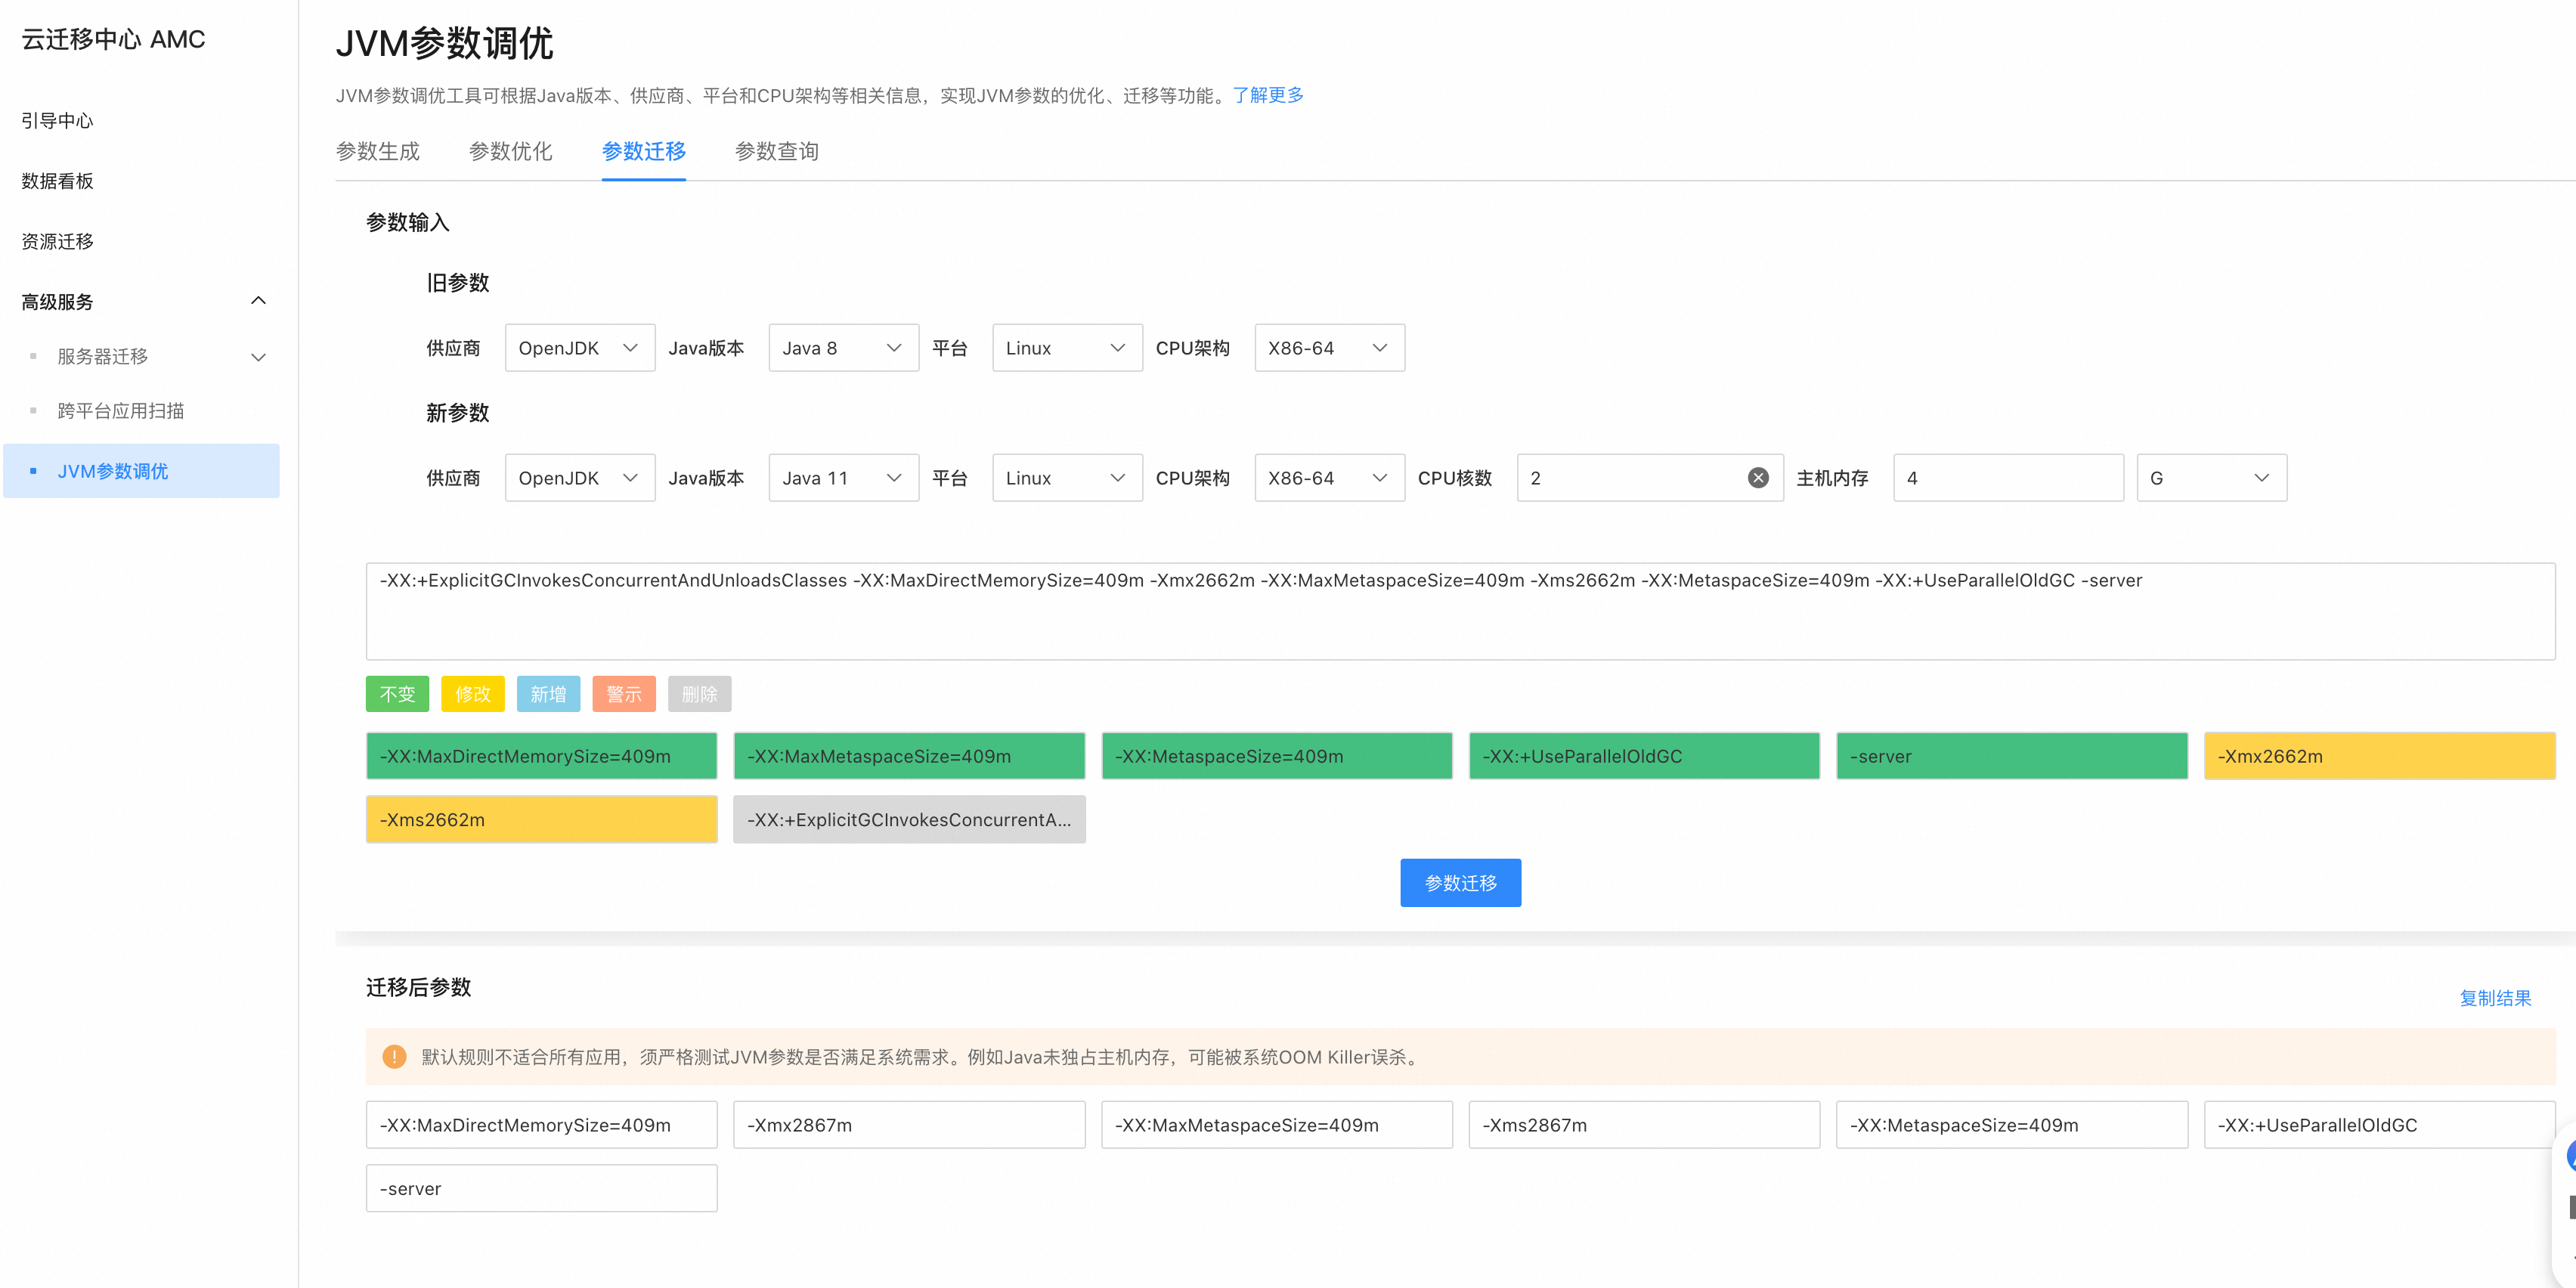 云迁移中心 AMC
引导中心
数据看板
资源迁移
高级服务
服务器迁移
跨平台应用扫描
JVM参数调优
JVM参数调优
JVM参数调优工具可根据Java版本、供应商、平台和CPU架构等相关信息，实现JVM参数的优化、迁移等功能。了解更多
参数生成 参数优化 参数迁移 参数查询
参数输入
旧参数
供应商 OpenJDK Java版本 Java 8 平台 Linux CPU架构 X86-64
新参数
供应商 OpenJDK Java版本 Java 11 平台 Linux CPU架构 X86-64 CPU核数 2 主机内存 4 G
-XX:+ExplicitGCInvokesConcurrentAndUnloadsClasses -XX:MaxDirectMemorySize=409m -Xmx2662m -XX:MaxMetaspaceSize=409m -Xms2662m -XX:MetaspaceSize=409m -XX:+UseParallelOldGC -server
不变 修改 新增 警示 删除
-XX:MaxDirectMemorySize=409m -XX:MaxMetaspaceSize=409m -XX:MetaspaceSize=409m -XX:+UseParallelOldGC -server -Xmx2662m
-Xms2662m -XX:+ExplicitGCInvokesConcurrentA...
参数迁移
迁移后参数
复制结果
默认规则不适合所有应用，须严格测试JVM参数是否满足系统需求。例如Java未独占主机内存，可能被系统OOM Killer误杀。
-XX:MaxDirectMemorySize=409m -Xmx2867m -XX:MaxMetaspaceSize=409m -Xms2867m -XX:MetaspaceSize=409m -XX:+UseParallelOldGC
-server